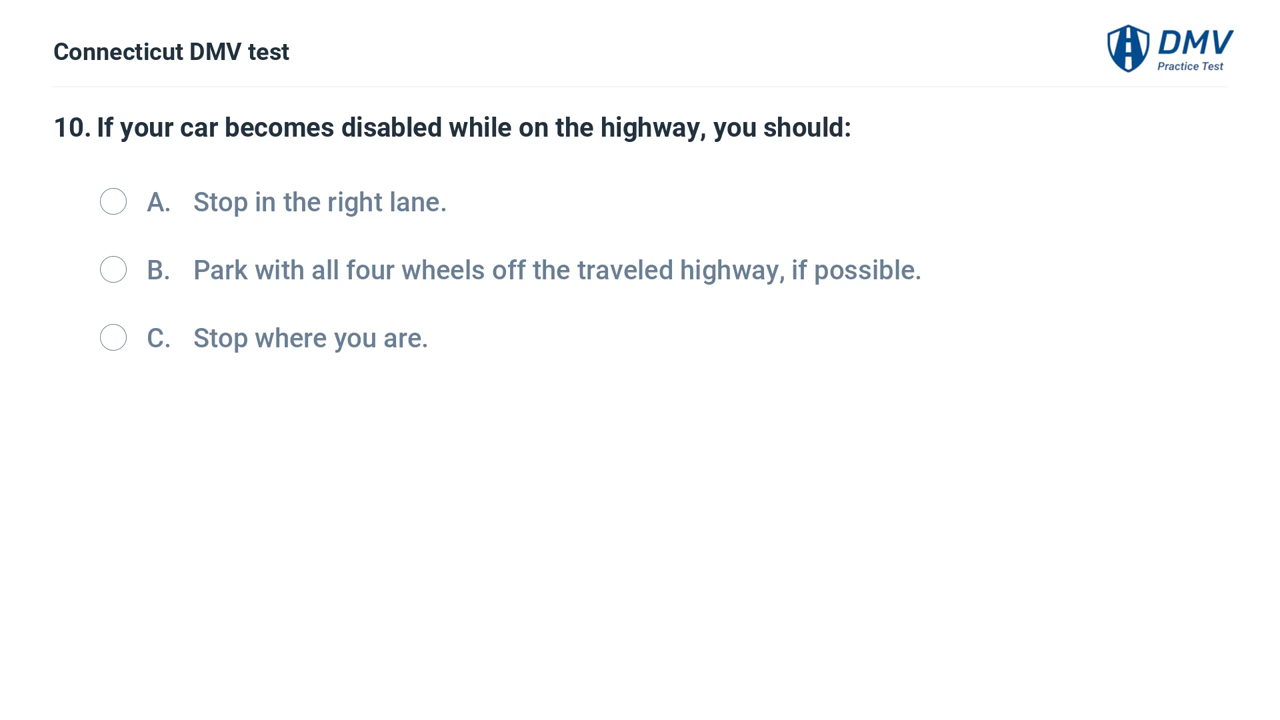 Connecticut DMV test
DMV
Practice Test
10. If your car becomes disabled while on the highway, you should:
A. Stop in the right lane.
B. Park with all four wheels off the traveled highway, if possible.
C. Stop where you are.